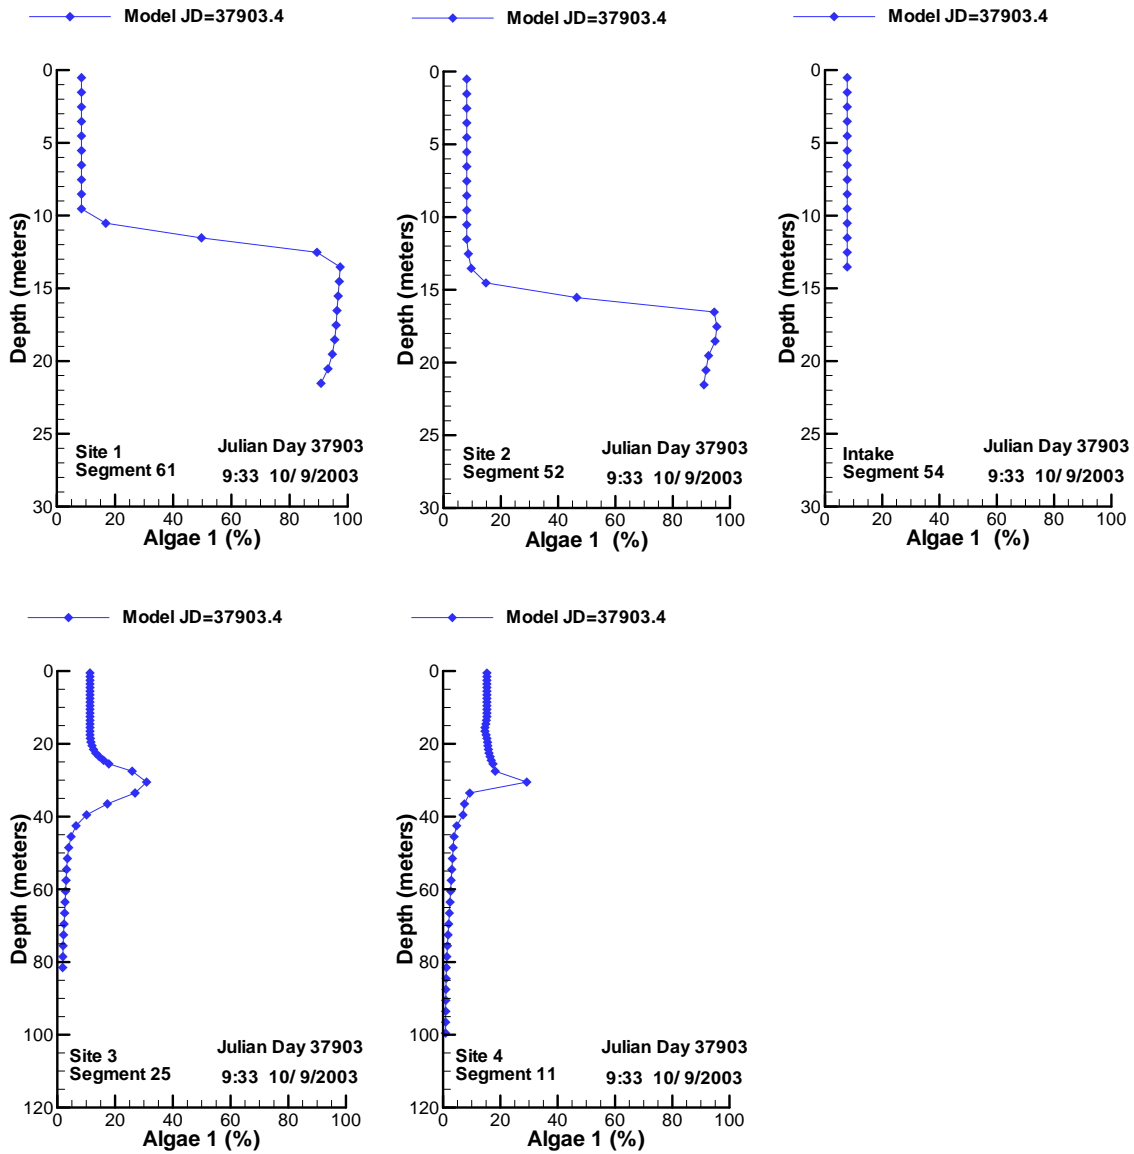 Model JD=37903.4
0
5
10
15
20
25
30
0 20 40 60 80 100
Depth (meters)
Algae 1 (%)
Site 1
Segment 61
Julian Day 37903
9:33 10/ 9/2003
Model JD=37903.4
0
5
10
15
20
25
30
0 20 40 60 80 100
Depth (meters)
Algae 1 (%)
Site 2
Segment 52
Julian Day 37903
9:33 10/ 9/2003
Model JD=37903.4
0
5
10
15
20
25
30
0 20 40 60 80 100
Depth (meters)
Algae 1 (%)
Intake
Segment 54
Julian Day 37903
9:33 10/ 9/2003
Model JD=37903.4
0
20
40
60
80
100
120
0 20 40 60 80 100
Depth (meters)
Algae 1 (%)
Site 3
Segment 25
Julian Day 37903
9:33 10/ 9/2003
Model JD=37903.4
0
20
40
60
80
100
120
0 20 40 60 80 100
Depth (meters)
Algae 1 (%)
Site 4
Segment 11
Julian Day 37903
9:33 10/ 9/2003